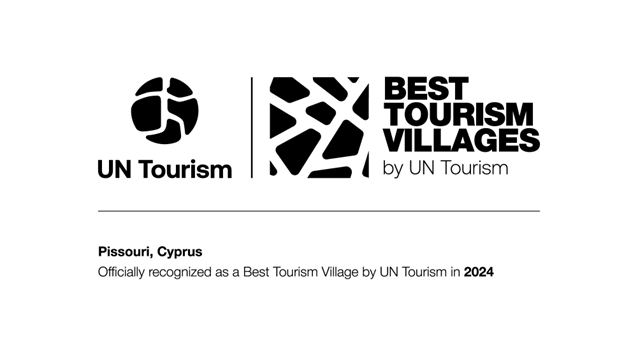 UN Tourism
BEST
TOURISM
VILLAGES
by UN Tourism
Pissouri, Cyprus
Officially recognized as a Best Tourism Village by UN Tourism in 2024